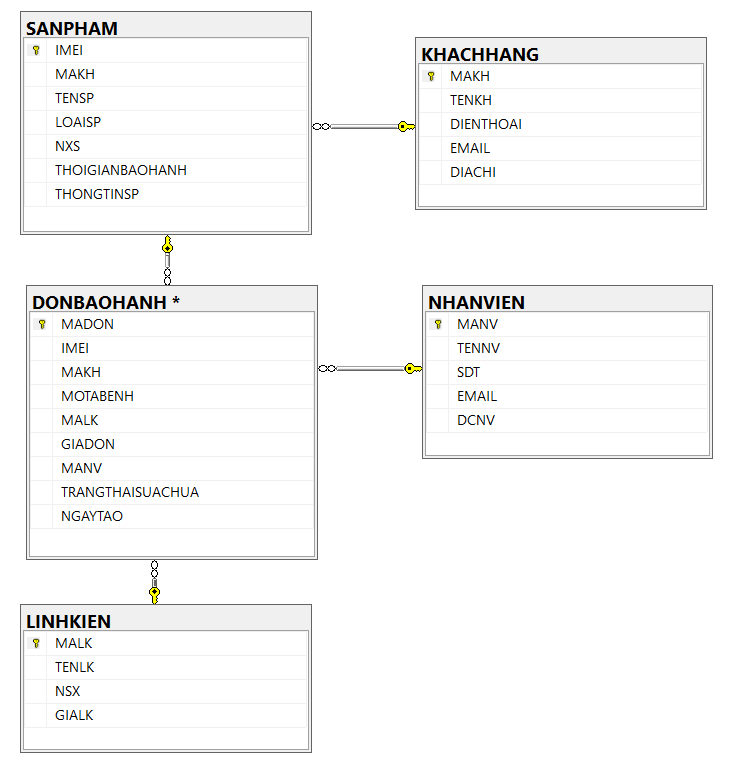 SANPHAM
IMEI
MAKH
TENSP
LOAISP
NXS
THOIGIANBAOHANH
THONGTINSP
KHACHHANG
MAKH
TENKH
DIENTHOAI
EMAIL
DIACHI
DONBAOHANH *
MADON
IMEI
MAKH
MOTABENH
MALK
GIADON
MANV
TRANGTHAISUACHUA
NGAYTAO
NHANVIEN
MANV
TENNV
SDT
EMAIL
DCNV
LINHKIEN
MALK
TENLK
NSX
GIALK